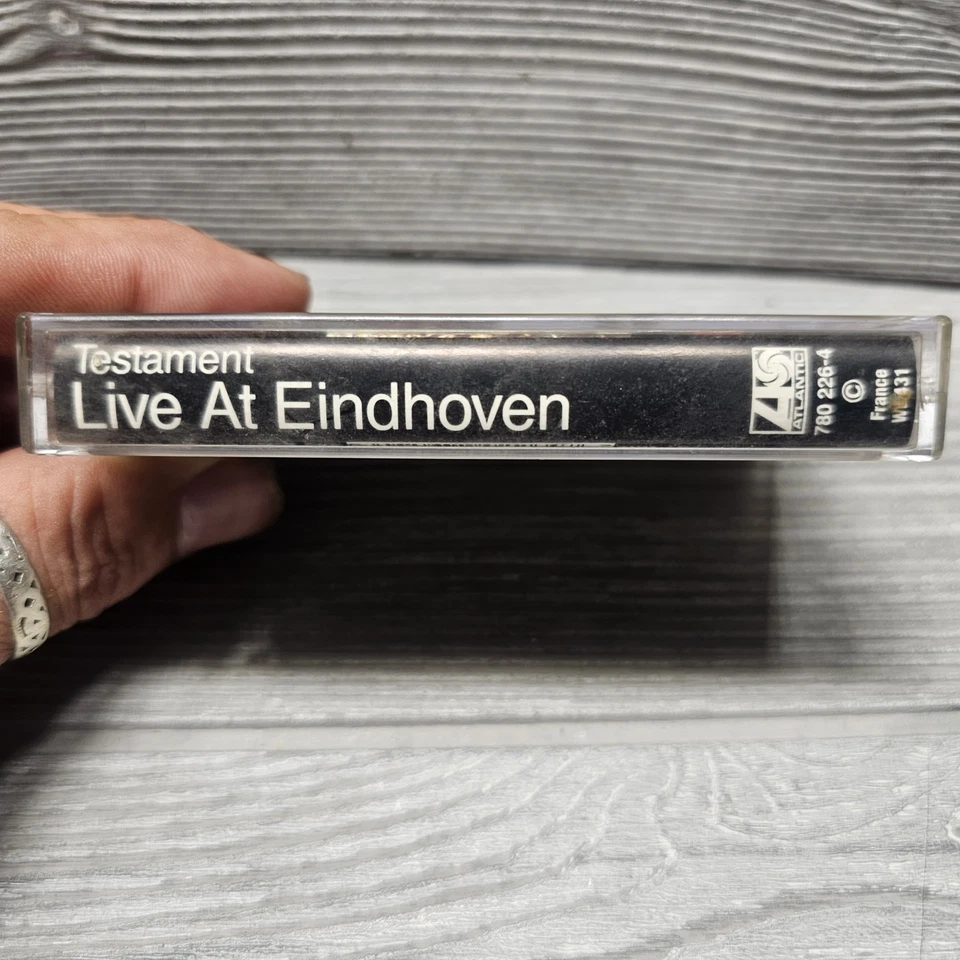 Testament
Live At Eindhoven
ATLANTIC
780 226-4
©
France